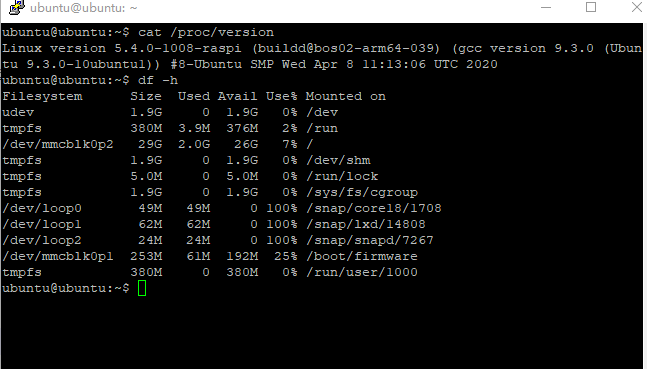 ubuntu@ubuntu: ~
ubuntu@ubuntu:~$ cat /proc/version
Linux version 5.4.0-1008-raspi (buildd@bos02-arm64-039) (gcc version 9.3.0 (Ubun
tu 9.3.0-10ubuntu1)) #8-Ubuntu SMP Wed Apr 8 11:13:06 UTC 2020
ubuntu@ubuntu:~$ df -h
Filesystem      Size  Used Avail Use% Mounted on
udev            1.9G     0  1.9G   0% /dev
tmpfs           380M  3.9M  376M   2% /run
/dev/mmcblk0p2   29G  2.0G   26G   7% /
tmpfs           1.9G     0  1.9G   0% /dev/shm
tmpfs           5.0M     0  5.0M   0% /run/lock
tmpfs           1.9G     0  1.9G   0% /sys/fs/cgroup
/dev/loop0       49M   49M     0 100% /snap/core18/1708
/dev/loop1       62M   62M     0 100% /snap/lxd/14808
/dev/loop2       24M   24M     0 100% /snap/snapd/7267
/dev/mmcblk0p1  253M   61M  192M  25% /boot/firmware
tmpfs           380M     0  380M   0% /run/user/1000
ubuntu@ubuntu:~$